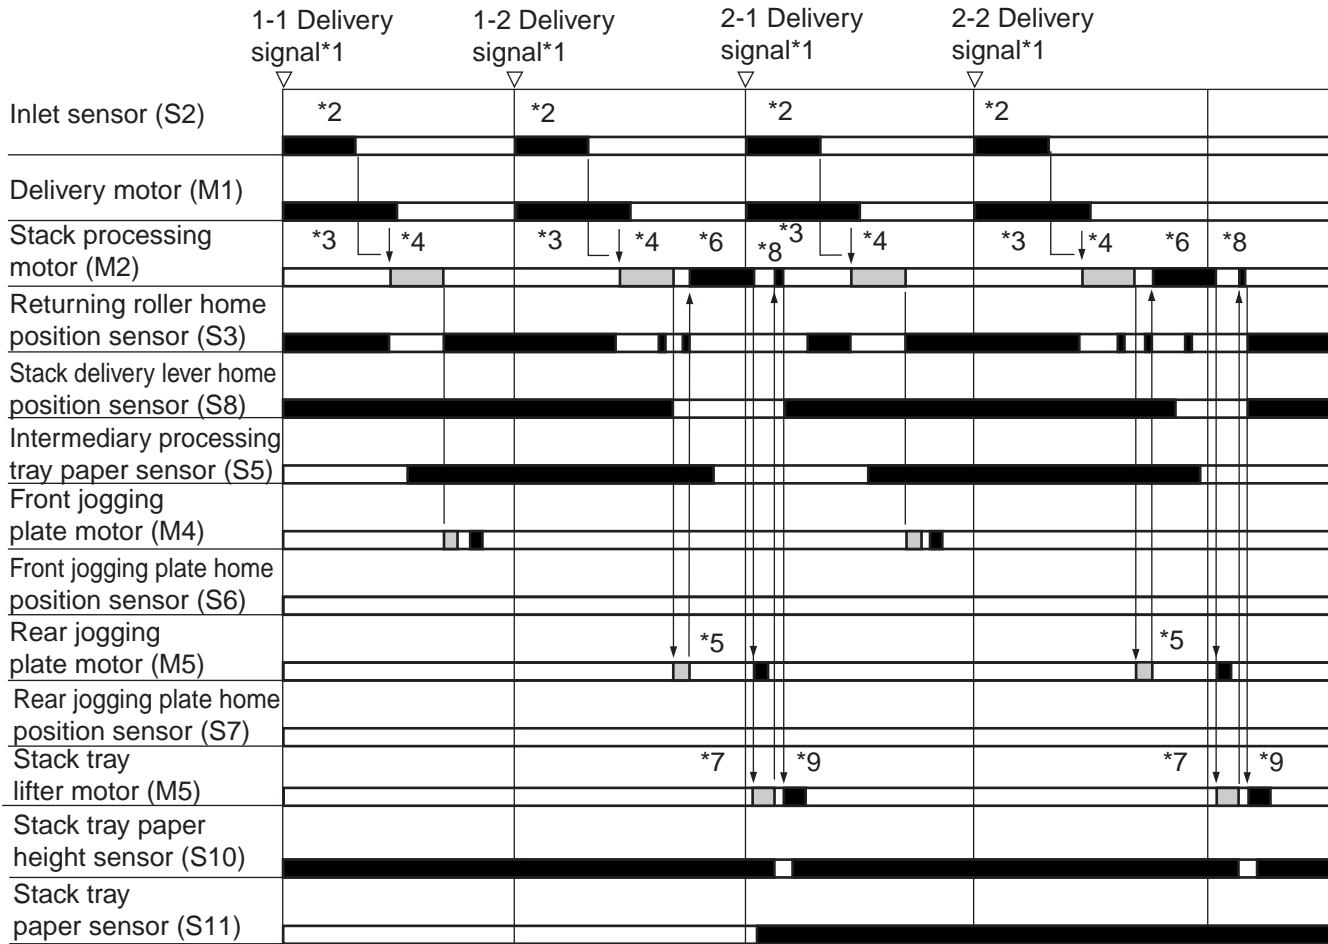 1-1 Delivery
signal*1
1-2 Delivery
signal*1
2-1 Delivery
signal*1
2-2 Delivery
signal*1
Inlet sensor (S2)
*2 *2 *2 *2
Delivery motor (M1)
Stack processing
motor (M2)
*3 *4 *3 *4 *6 *8 *3 *4 *3 *4 *6 *8
Returning roller home
position sensor (S3)
Stack delivery lever home
position sensor (S8)
Intermediary processing
tray paper sensor (S5)
Front jogging
plate motor (M4)
Front jogging plate home
position sensor (S6)
Rear jogging
plate motor (M5)
*5 *5
Rear jogging plate home
position sensor (S7)
Stack tray
lifter motor (M5)
*7 *9 *7 *9
Stack tray paper
height sensor (S10)
Stack tray
paper sensor (S11)